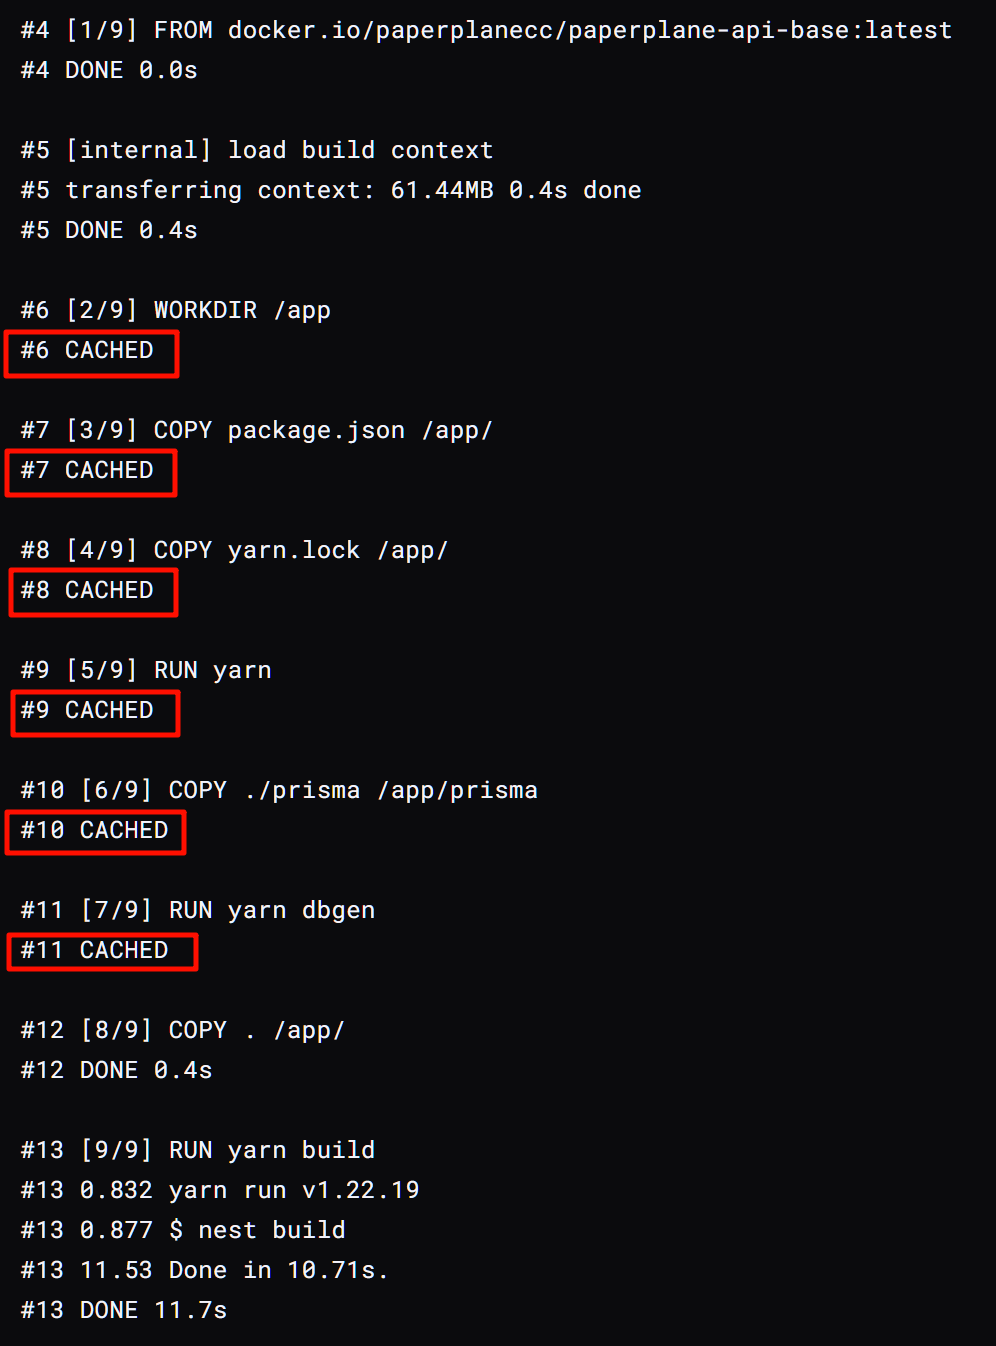 #4 [1/9] FROM docker.io/paperplanecc/paperplane-api-base:latest
#4 DONE 0.0s
#5 [internal] load build context
#5 transferring context: 61.44MB 0.4s done
#5 DONE 0.4s
#6 [2/9] WORKDIR /app
#6 CACHED
#7 [3/9] COPY package.json /app/
#7 CACHED
#8 [4/9] COPY yarn.lock /app/
#8 CACHED
#9 [5/9] RUN yarn
#9 CACHED
#10 [6/9] COPY ./prisma /app/prisma
#10 CACHED
#11 [7/9] RUN yarn dbgen
#11 CACHED
#12 [8/9] COPY . /app/
#12 DONE 0.4s
#13 [9/9] RUN yarn build
#13 0.832 yarn run v1.22.19
#13 0.877 $ nest build
#13 11.53 Done in 10.71s.
#13 DONE 11.7s